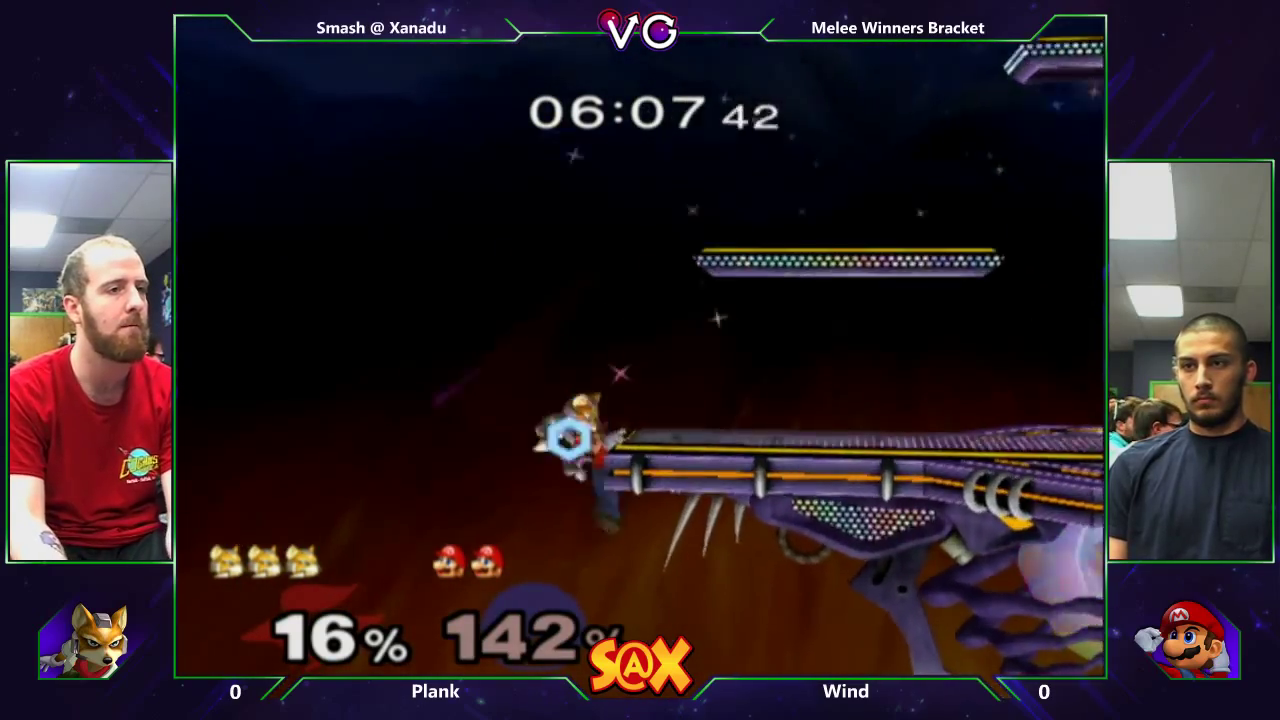 Smash @ Xanadu
VG
Melee Winners Bracket
06:07 42
16%
142%
S@X
0
Plank
Wind
0